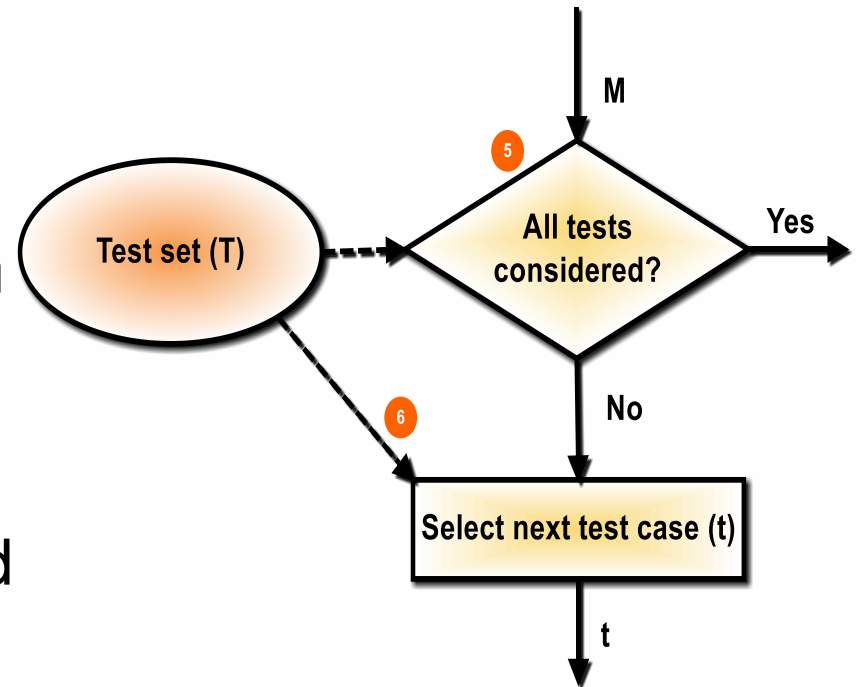 M
5
All tests
considered?
Yes
Test set (T)
No
6
Select next test case (t)
d
t